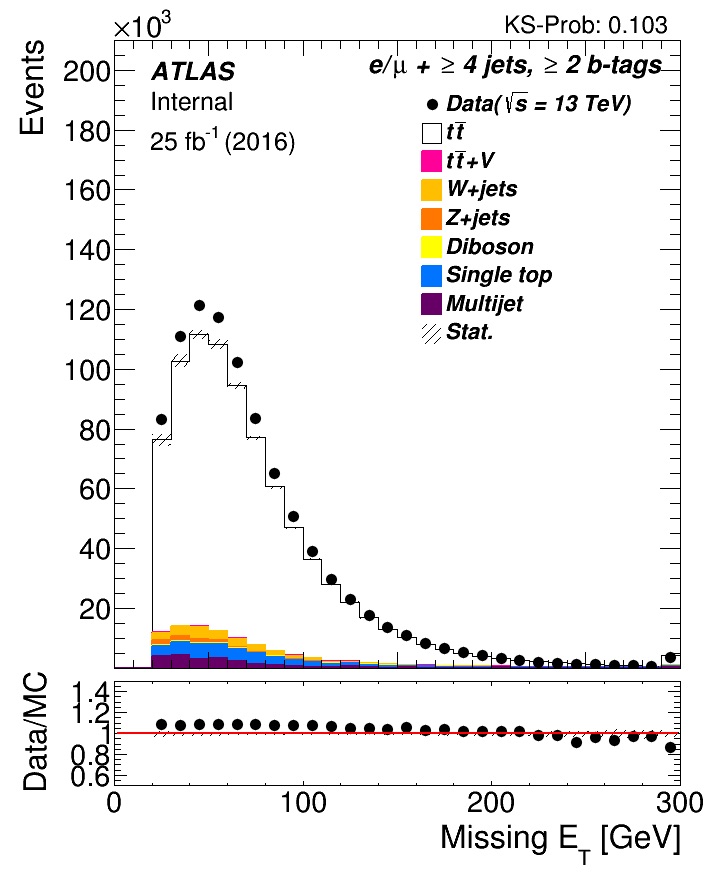 ×10³
KS-Prob: 0.103
Events
200
180
160
140
120
100
80
60
40
20
ATLAS
Internal
25 fb⁻¹ (2016)
e/μ + ≥ 4 jets, ≥ 2 b-tags
Data(√s = 13 TeV)
tt̅
tt̅+V
W+jets
Z+jets
Diboson
Single top
Multijet
Stat.
Data/MC
1.4
1.2
1
0.8
0.6
0 100 200 300
Missing E_T [GeV]